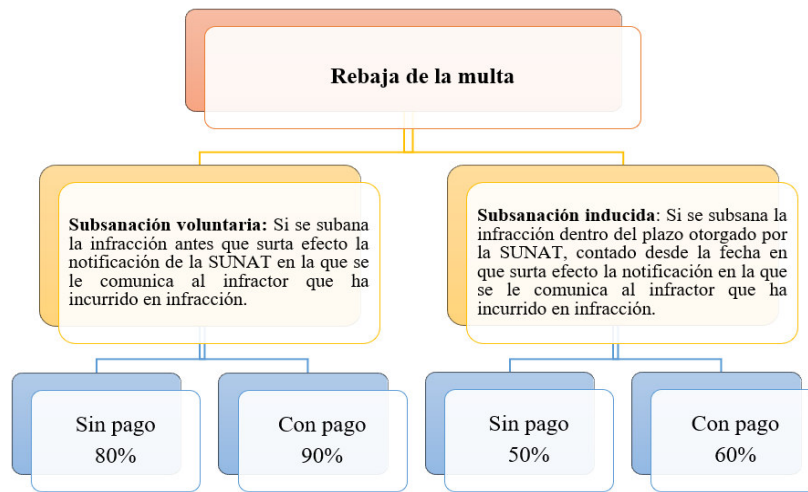 Rebaja de la multa
Subsanación voluntaria: Si se subana
la infracción antes que surta efecto la
notificación de la SUNAT en la que se
le comunica al infractor que ha
incurrido en infracción.
Subsanación inducida: Si se subsana la
infracción dentro del plazo otorgado por
la SUNAT, contado desde la fecha en
que surta efecto la notificación en la que
se le comunica al infractor que ha
incurrido en infracción.
Sin pago
80%
Con pago
90%
Sin pago
50%
Con pago
60%